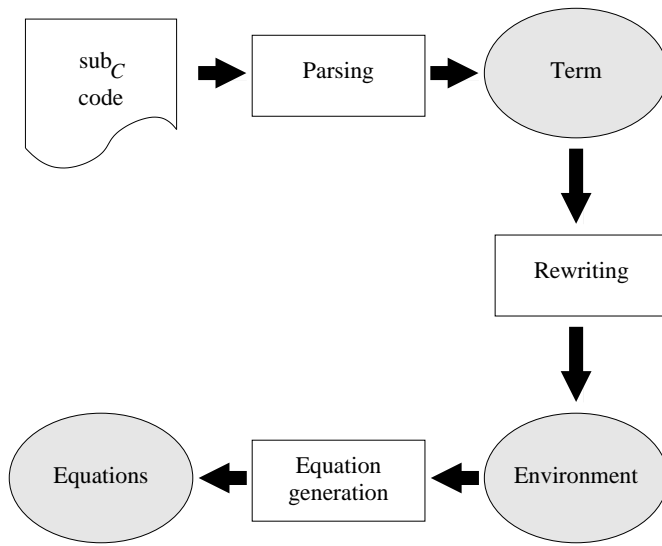 sub_C
code
Parsing
Term
Rewriting
Equations
Equation
generation
Environment